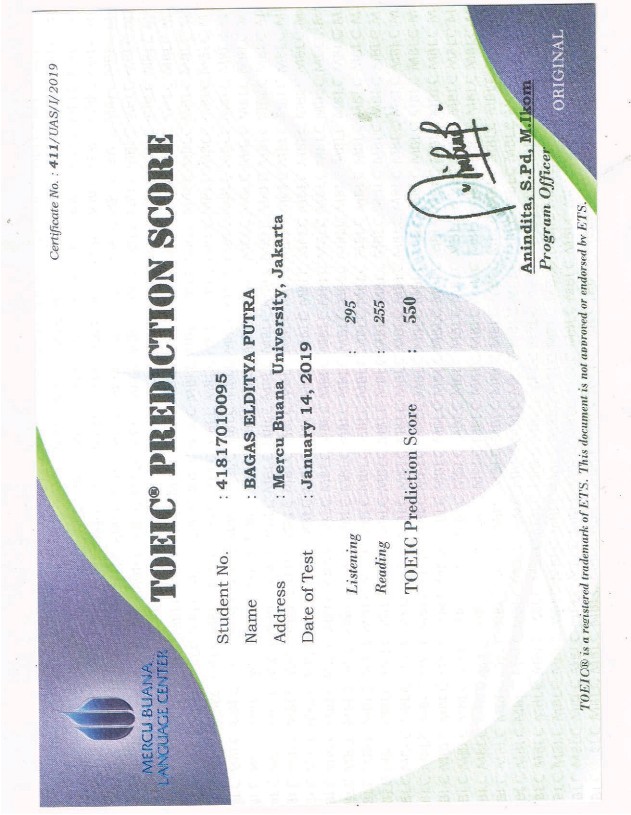 Certificate No. : 411/UAS/I/2019
MERCU BUANA
LANGUAGE CENTER
TOEIC® PREDICTION SCORE
Student No. : 41817010095
Name : BAGAS ELDITYA PUTRA
Address : Mercu Buana University, Jakarta
Date of Test : January 14, 2019
Listening : 295
Reading : 255
TOEIC Prediction Score : 550
Anindita, S.Pd, M.Ikom
Program Officer
ORIGINAL
TOEIC® is a registered trademark of ETS. This document is not approved or endorsed by ETS.